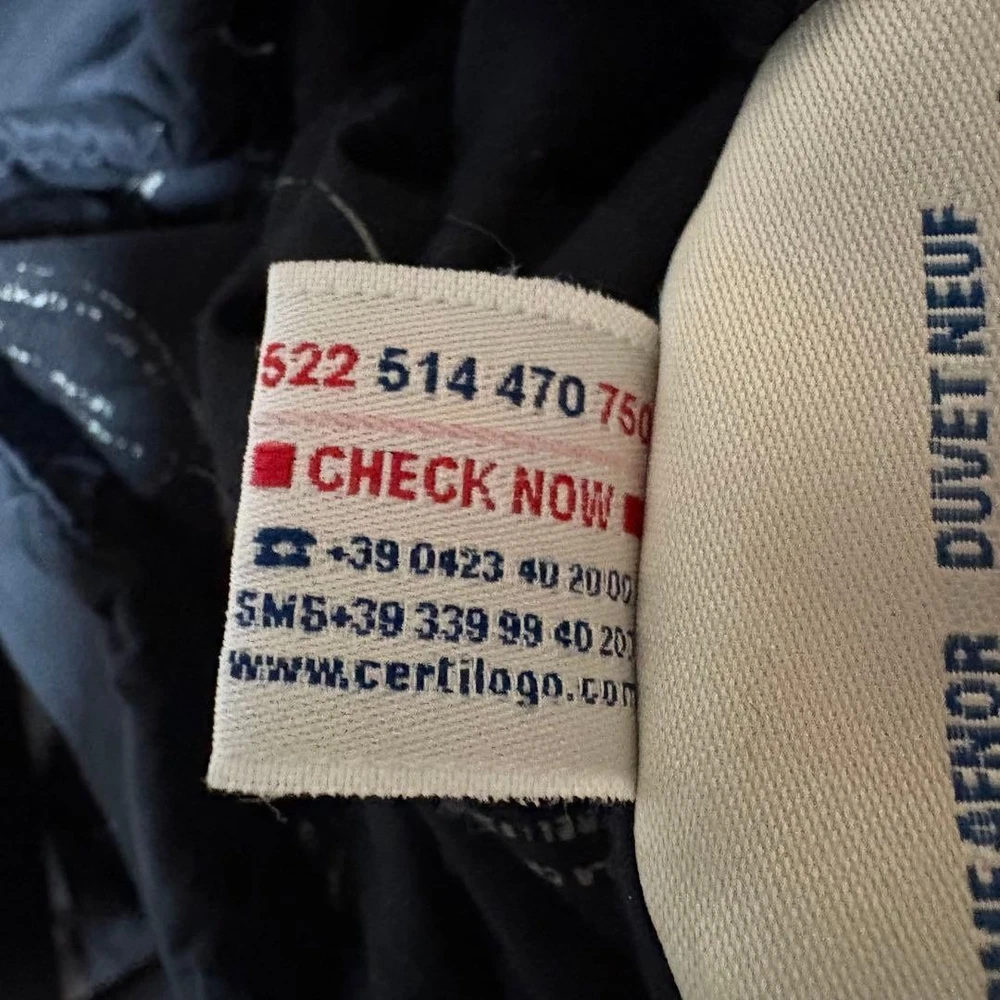 522 514 470 750
CHECK NOW
+39 0423 40 20 00
SMS+39 339 99 40 20
www.certilogo.com
DUVET NEUF
AFNOR